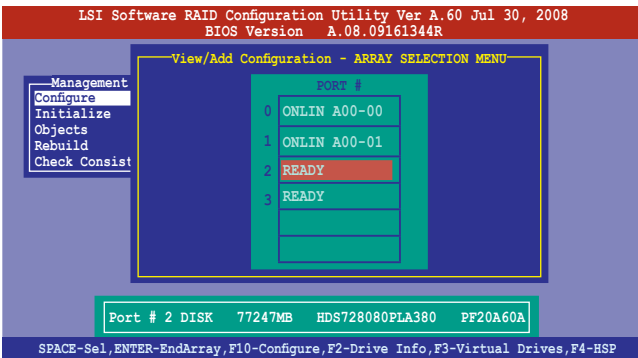 LSI Software RAID Configuration Utility Ver A.60 Jul 30, 2008
BIOS Version A.08.09161344R
View/Add Configuration - ARRAY SELECTION MENU
Management
Configure
Initialize
Objects
Rebuild
Check Consist
PORT #
0 ONLIN A00-00
1 ONLIN A00-01
2 READY
3 READY
Port # 2 DISK 77247MB HDS728080PLA380 PF20A60A
SPACE-Sel,ENTER-EndArray,F10-Configure,F2-Drive Info,F3-Virtual Drives,F4-HSP